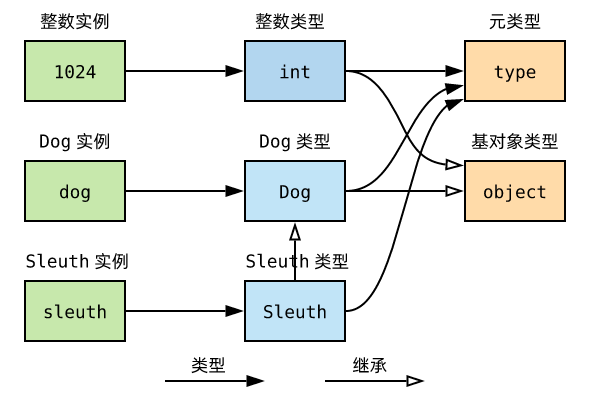 整数实例
整数类型
元类型
1024
int
type
Dog 实例
Dog 类型
基对象类型
dog
Dog
object
Sleuth 实例
Sleuth 类型
sleuth
Sleuth
类型
继承